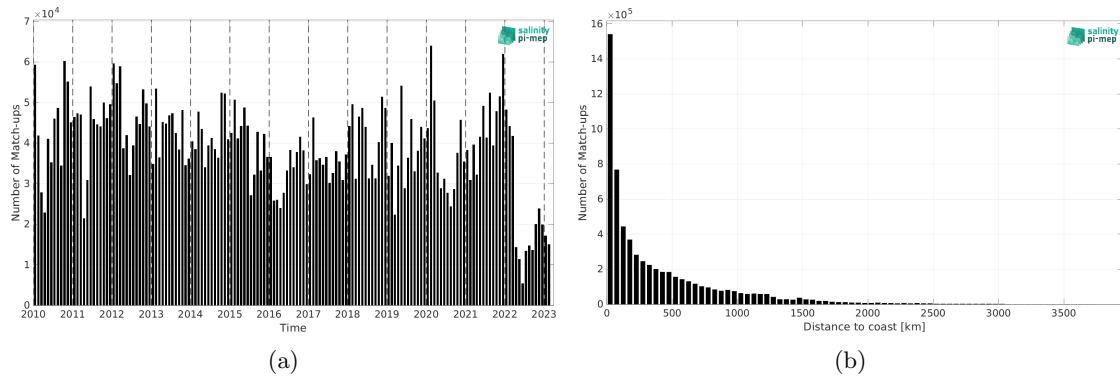 7 ×10⁴
6
5
4
3
2
1
0
Number of Match-ups
2010 2011 2012 2013 2014 2015 2016 2017 2018 2019 2020 2021 2022 2023
Time
salinity
pi-mep
(a)
16 ×10⁵
14
12
10
8
6
4
2
0
Number of Match-ups
0 500 1000 1500 2000 2500 3000 3500
Distance to coast [km]
salinity
pi-mep
(b)